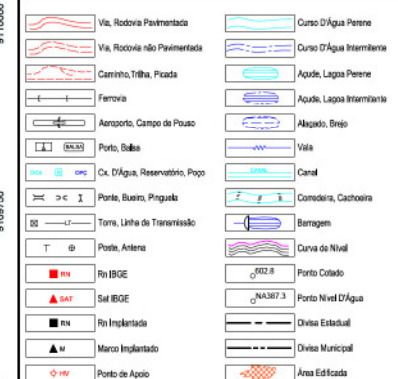 9110000
9109750
Via, Rodovia Pavimentada
Via, Rodovia não Pavimentada
Caminho, Trilha, Picada
Ferrovia
Aeroporto, Campo de Pouso
BALSA Porto, Balsa
Cx. D'Água, Reservatório, Poço
Ponte, Bueiro, Pinguela
LT Torre, Linha de Transmissão
Poste, Antena
RN Rn IBGE
SAT Sat IBGE
RN Rn Implantada
M Marco Implantado
HV Ponto de Apoio
Curso D'Água Perene
Curso D'Água Intermitente
Açude, Lagoa Perene
Açude, Lagoa Intermitente
Alagado, Brejo
Vala
CANAL Canal
Corredeira, Cachoeira
Barragem
Curva de Nível
602.8 Ponto Cotado
NA387.3 Ponto Nível D'Água
Divisa Estadual
Divisa Municipal
Área Edificada